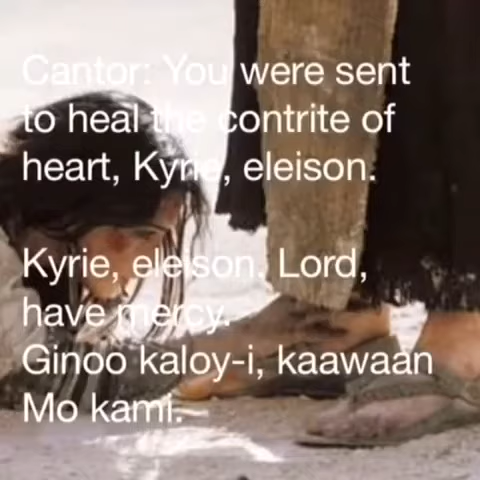 Cantor: You were sent
to heal the contrite of
heart, Kyrie, eleison.
Kyrie, eleison. Lord,
have mercy.
Ginoo kaloy-i, kaawaan
Mo kami.